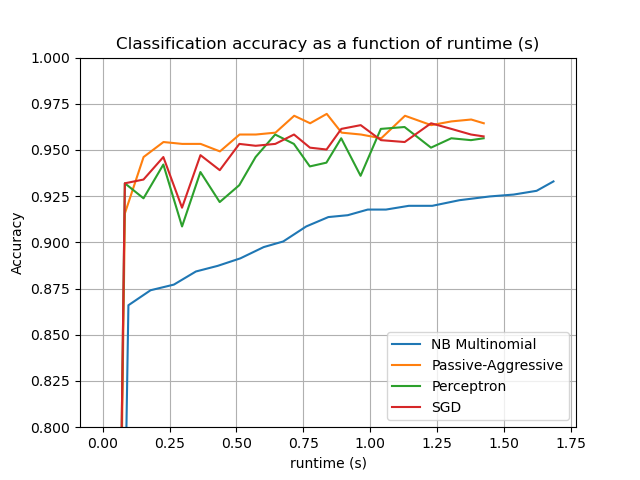 Classification accuracy as a function of runtime (s)
1.000
0.975
0.950
0.925
0.900
0.875
0.850
0.825
0.800
Accuracy
NB Multinomial
Passive-Aggressive
Perceptron
SGD
0.00 0.25 0.50 0.75 1.00 1.25 1.50 1.75
runtime (s)